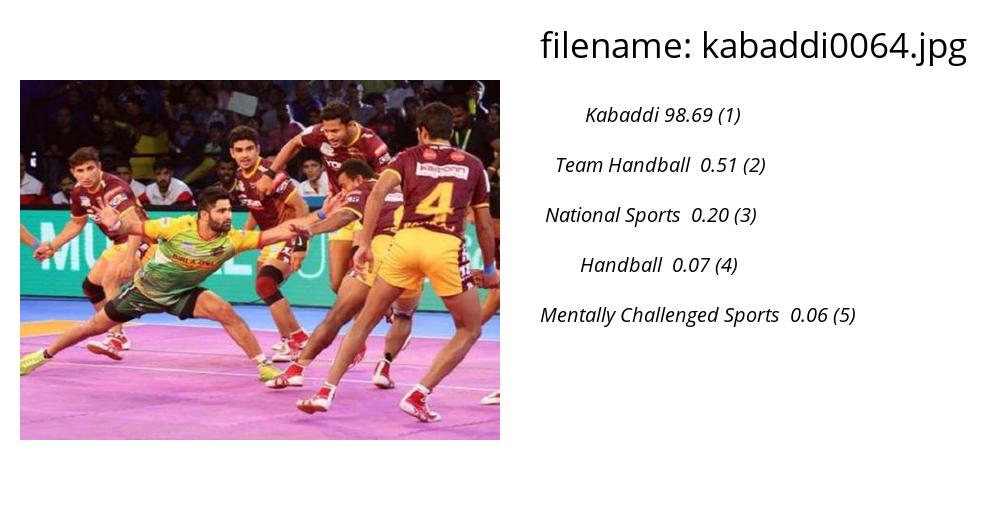 filename: kabaddi0064.jpg
Kabaddi 98.69 (1)
Team Handball 0.51 (2)
National Sports 0.20 (3)
Handball 0.07 (4)
Mentally Challenged Sports 0.06 (5)
4